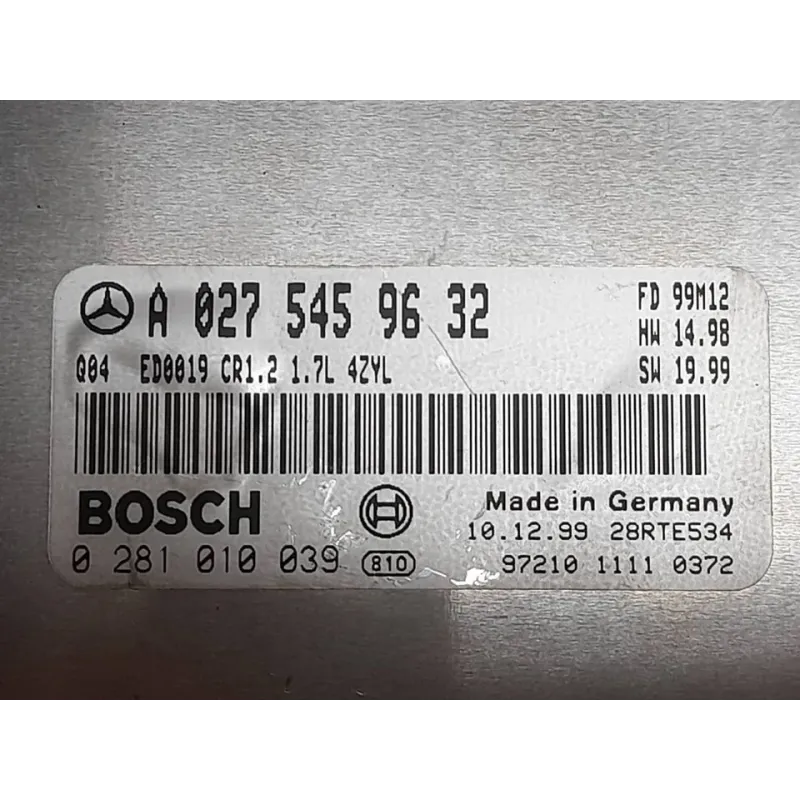 A 027 545 96 32
FD 99M12
HW 14.98
Q04 ED0019 CR1.2 1.7L 4ZYL
SW 19.99
BOSCH
Made in Germany
10.12.99 28RTE534
0 281 010 039 810
97210 1111 0372